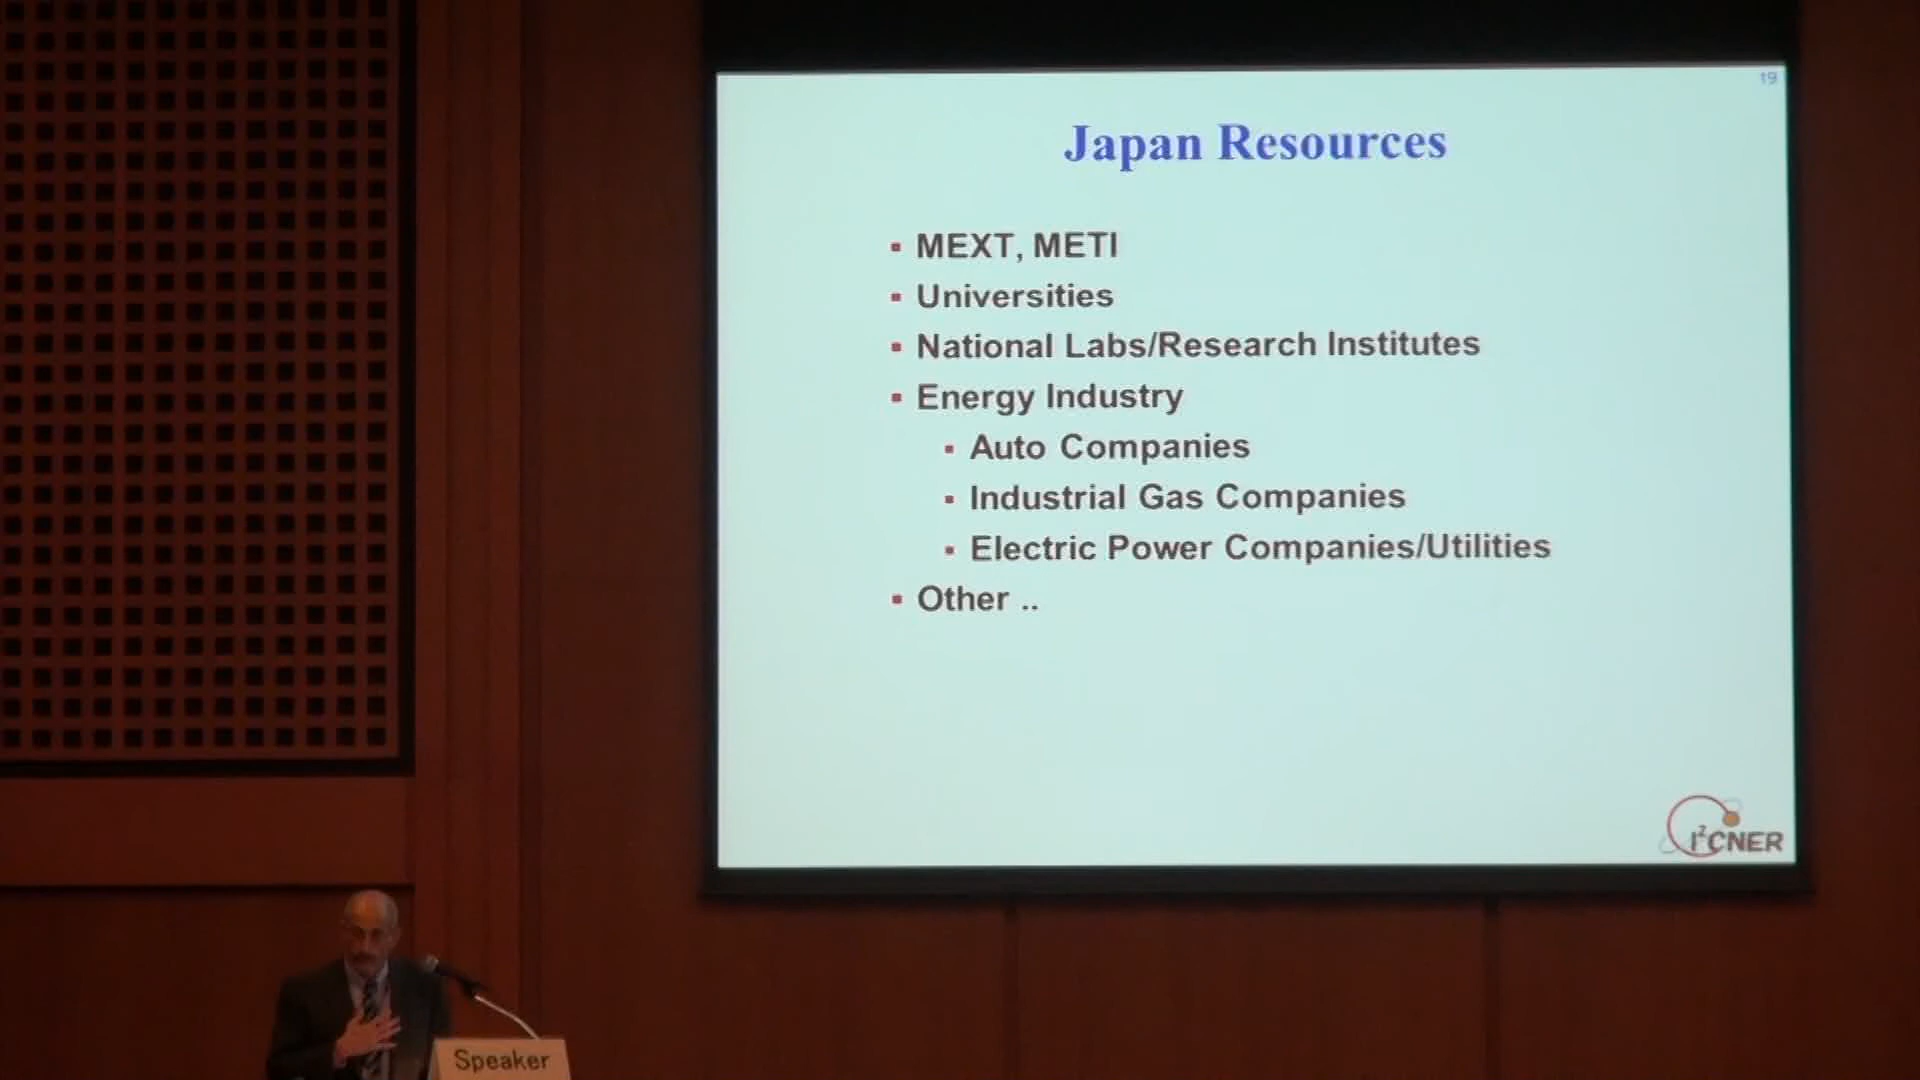 19
Japan Resources
MEXT, METI
Universities
National Labs/Research Institutes
Energy Industry
Auto Companies
Industrial Gas Companies
Electric Power Companies/Utilities
Other ..
I²CNER
Speaker